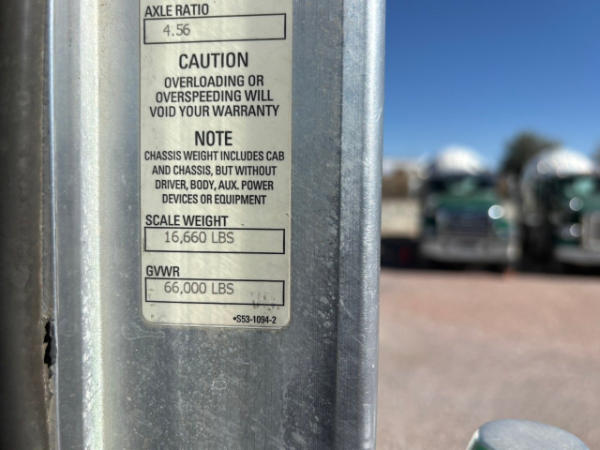 AXLE RATIO
4.56
CAUTION
OVERLOADING OR
OVERSPEEDING WILL
VOID YOUR WARRANTY
NOTE
CHASSIS WEIGHT INCLUDES CAB
AND CHASSIS, BUT WITHOUT
DRIVER, BODY, AUX. POWER
DEVICES OR EQUIPMENT
SCALE WEIGHT
16,660 LBS
GVWR
66,000 LBS
*S53-1094-2